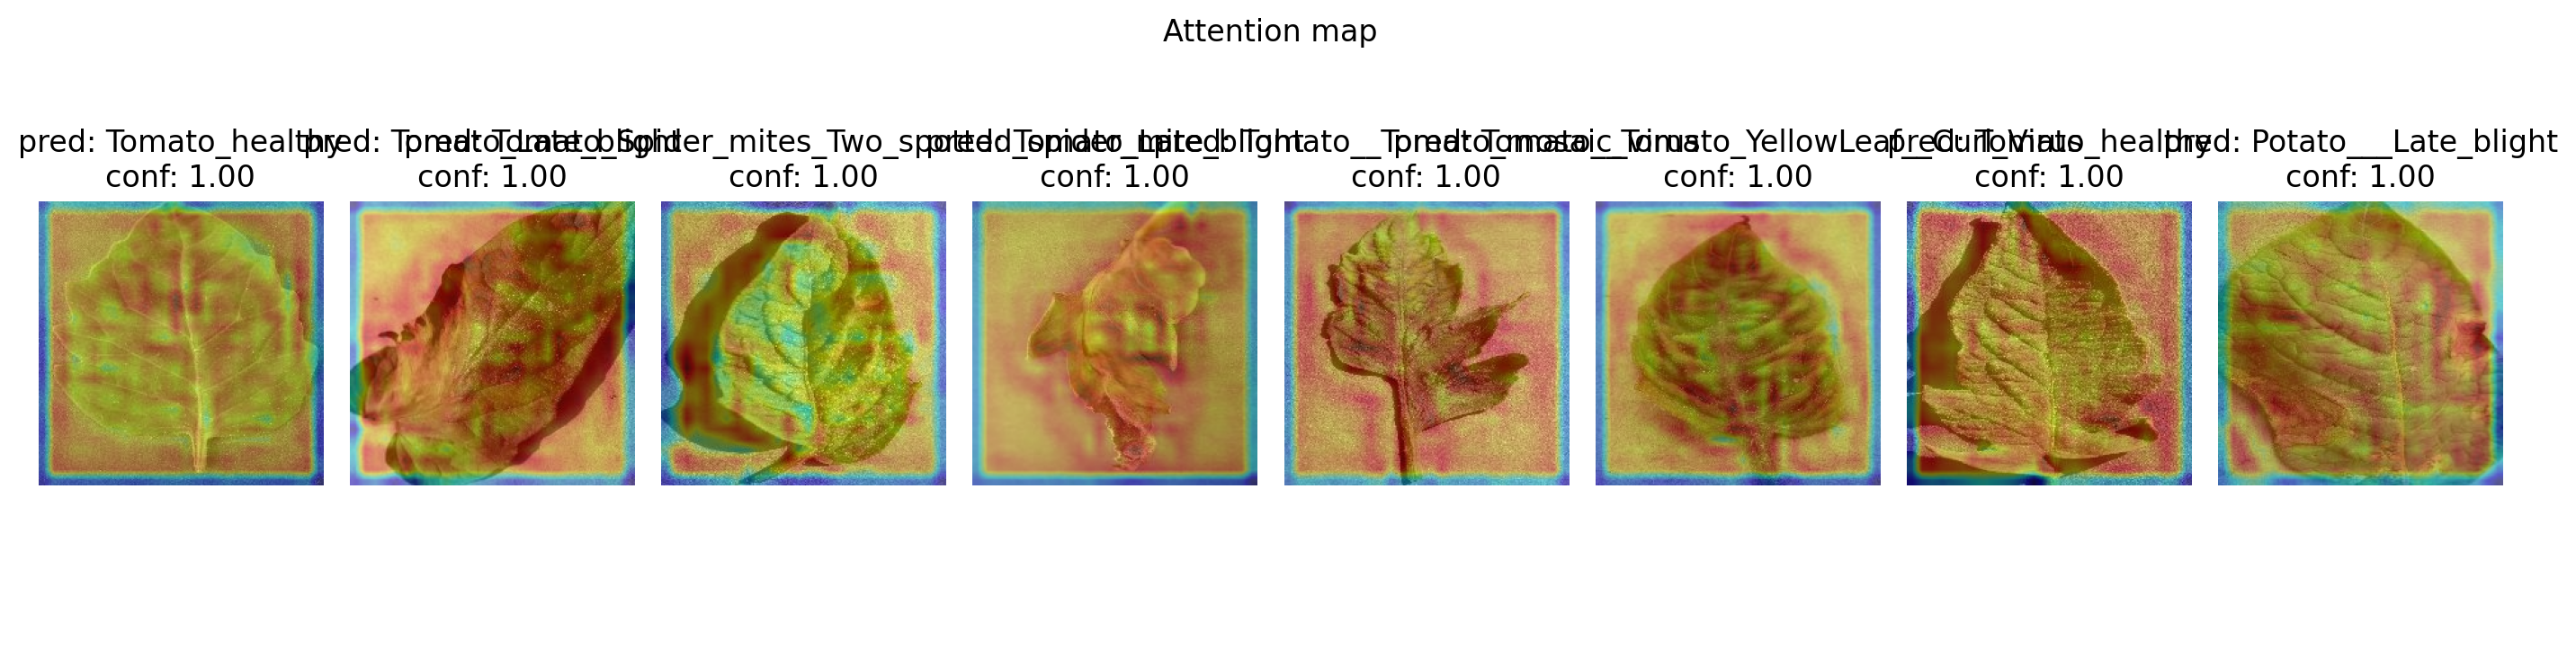 Attention map
pred: Tomato_healthy
conf: 1.00
pred: Tomato_Late_blight
conf: 1.00
pred: Tomato_Spider_mites_Two_spotted_spider_mite
conf: 1.00
pred: Tomato_Late_blight
conf: 1.00
pred: Tomato__Tomato_mosaic_virus
conf: 1.00
pred: Tomato__Tomato_YellowLeaf__Curl_Virus
conf: 1.00
pred: Tomato_healthy
conf: 1.00
pred: Potato___Late_blight
conf: 1.00